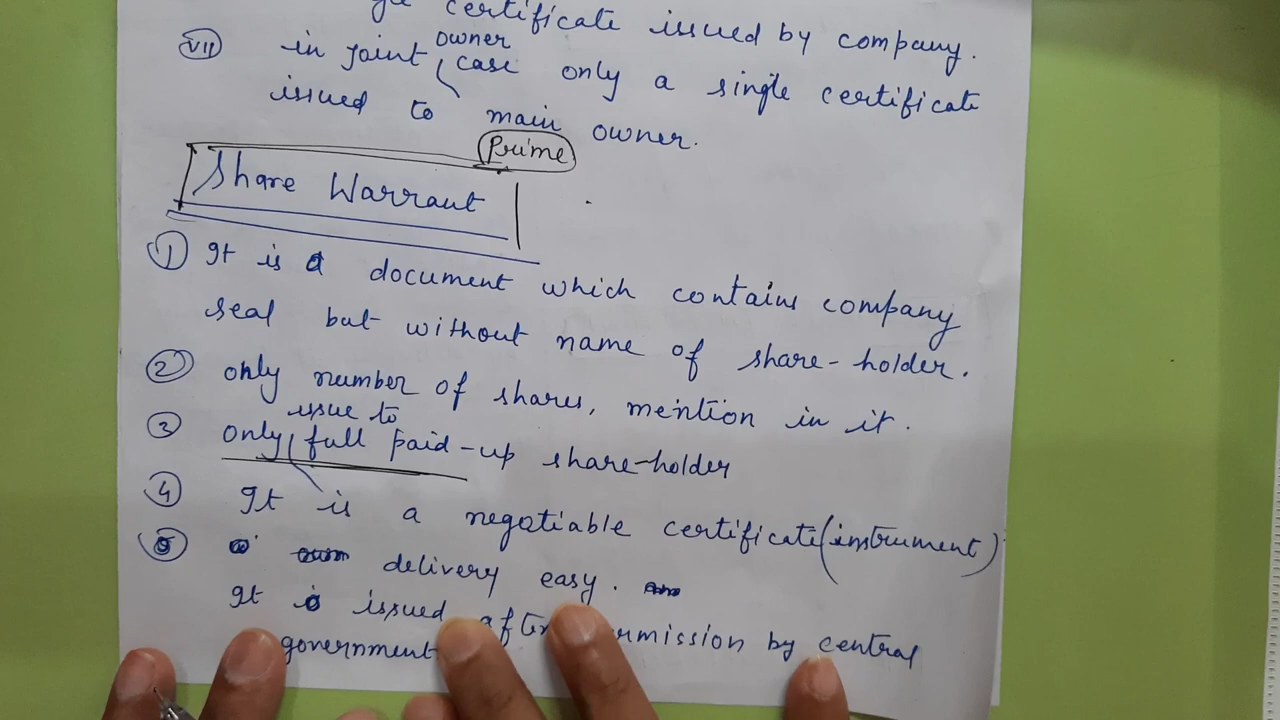 certificate issued by company.
(VII) in joint owner case only a single certificate
issued to main owner.
Prime
Share Warrant
(1) It is a document which contains company
seal but without name of share-holder.
(2) only number of shares, mention in it.
(3) only issue to full paid-up share-holder
(4) It is a negotiable certificate (instrument)
(5) delivery easy.
It is issued after by central
government